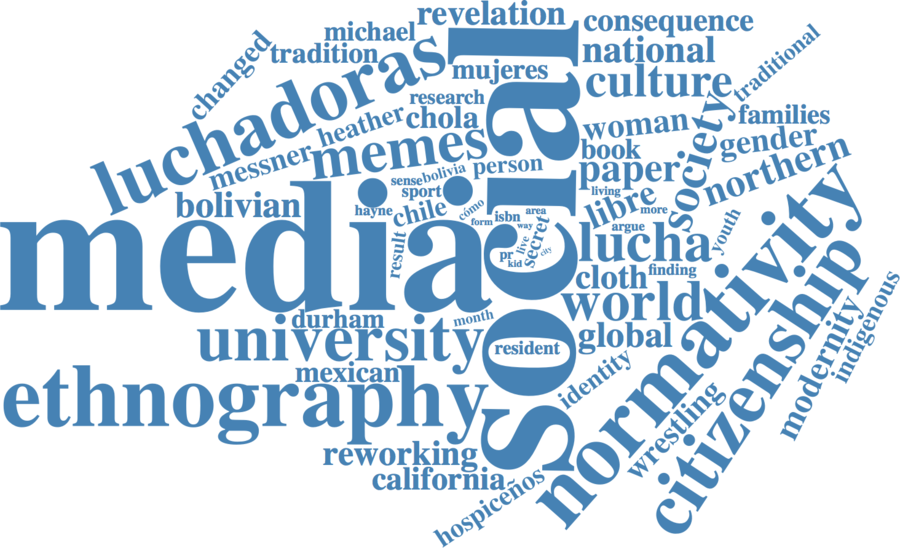 revelation
consequence
michael
national
tradition
changed
luchadoras
social
mujeres
culture
traditional
research
heather
chola
messner
memes
woman
society
families
gender
book
person
paper
northern
bolivia
sense
sport
living
bolivian
media
hayne
chile
cómo
form
isbn
area
way
libre
more
argue
youth
result
secret
live
city
pr
kid
lucha
normativity
cloth
finding
world
citizenship
durham
month
university
global
resident
modernity
indigenous
mexican
ethnography
identity
wrestling
reworking
california
hospiceños